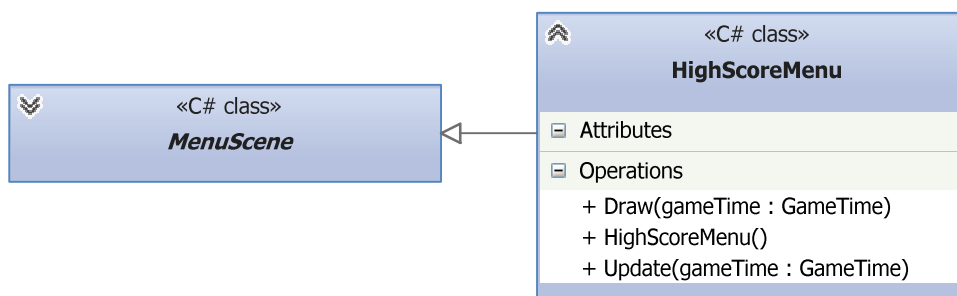 «C# class»
MenuScene
«C# class»
HighScoreMenu
Attributes
Operations
+ Draw(gameTime : GameTime)
+ HighScoreMenu()
+ Update(gameTime : GameTime)